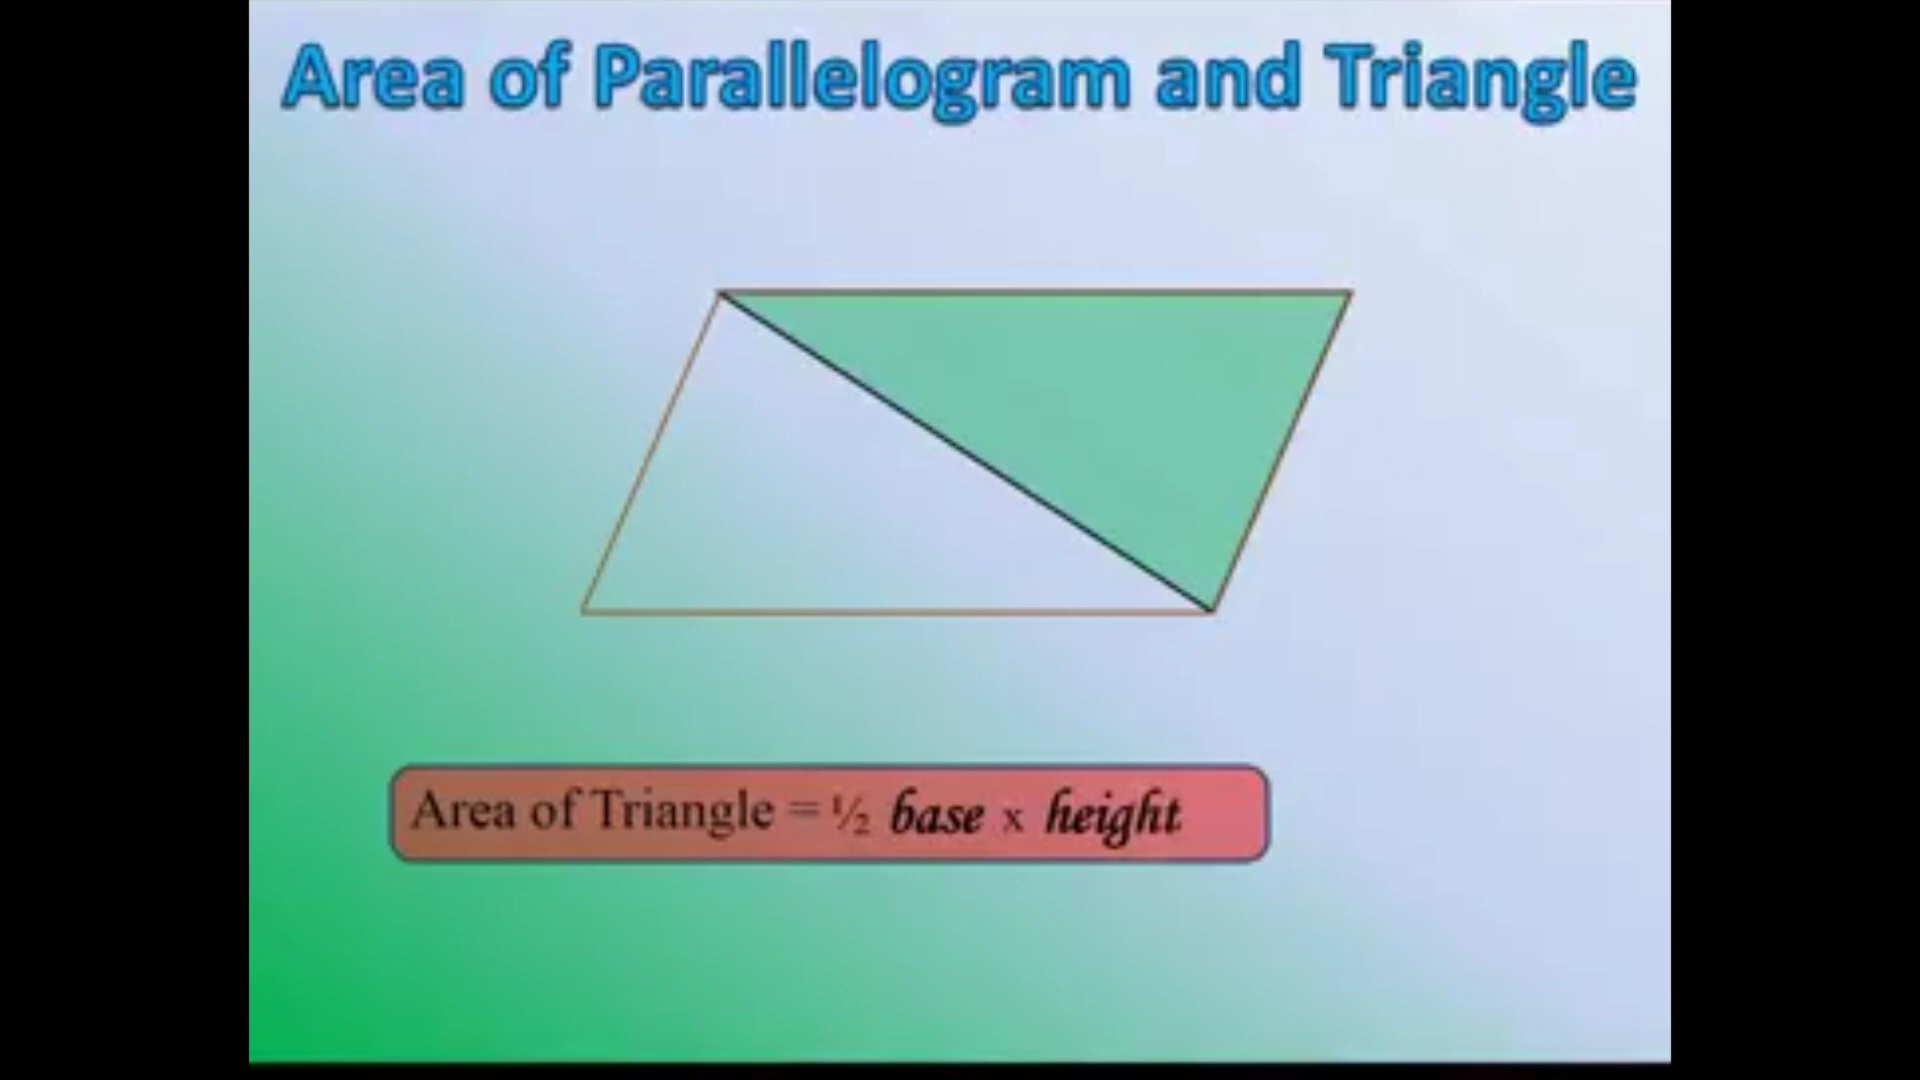 Area of Parallelogram and Triangle
Area of Triangle = ½ base x height